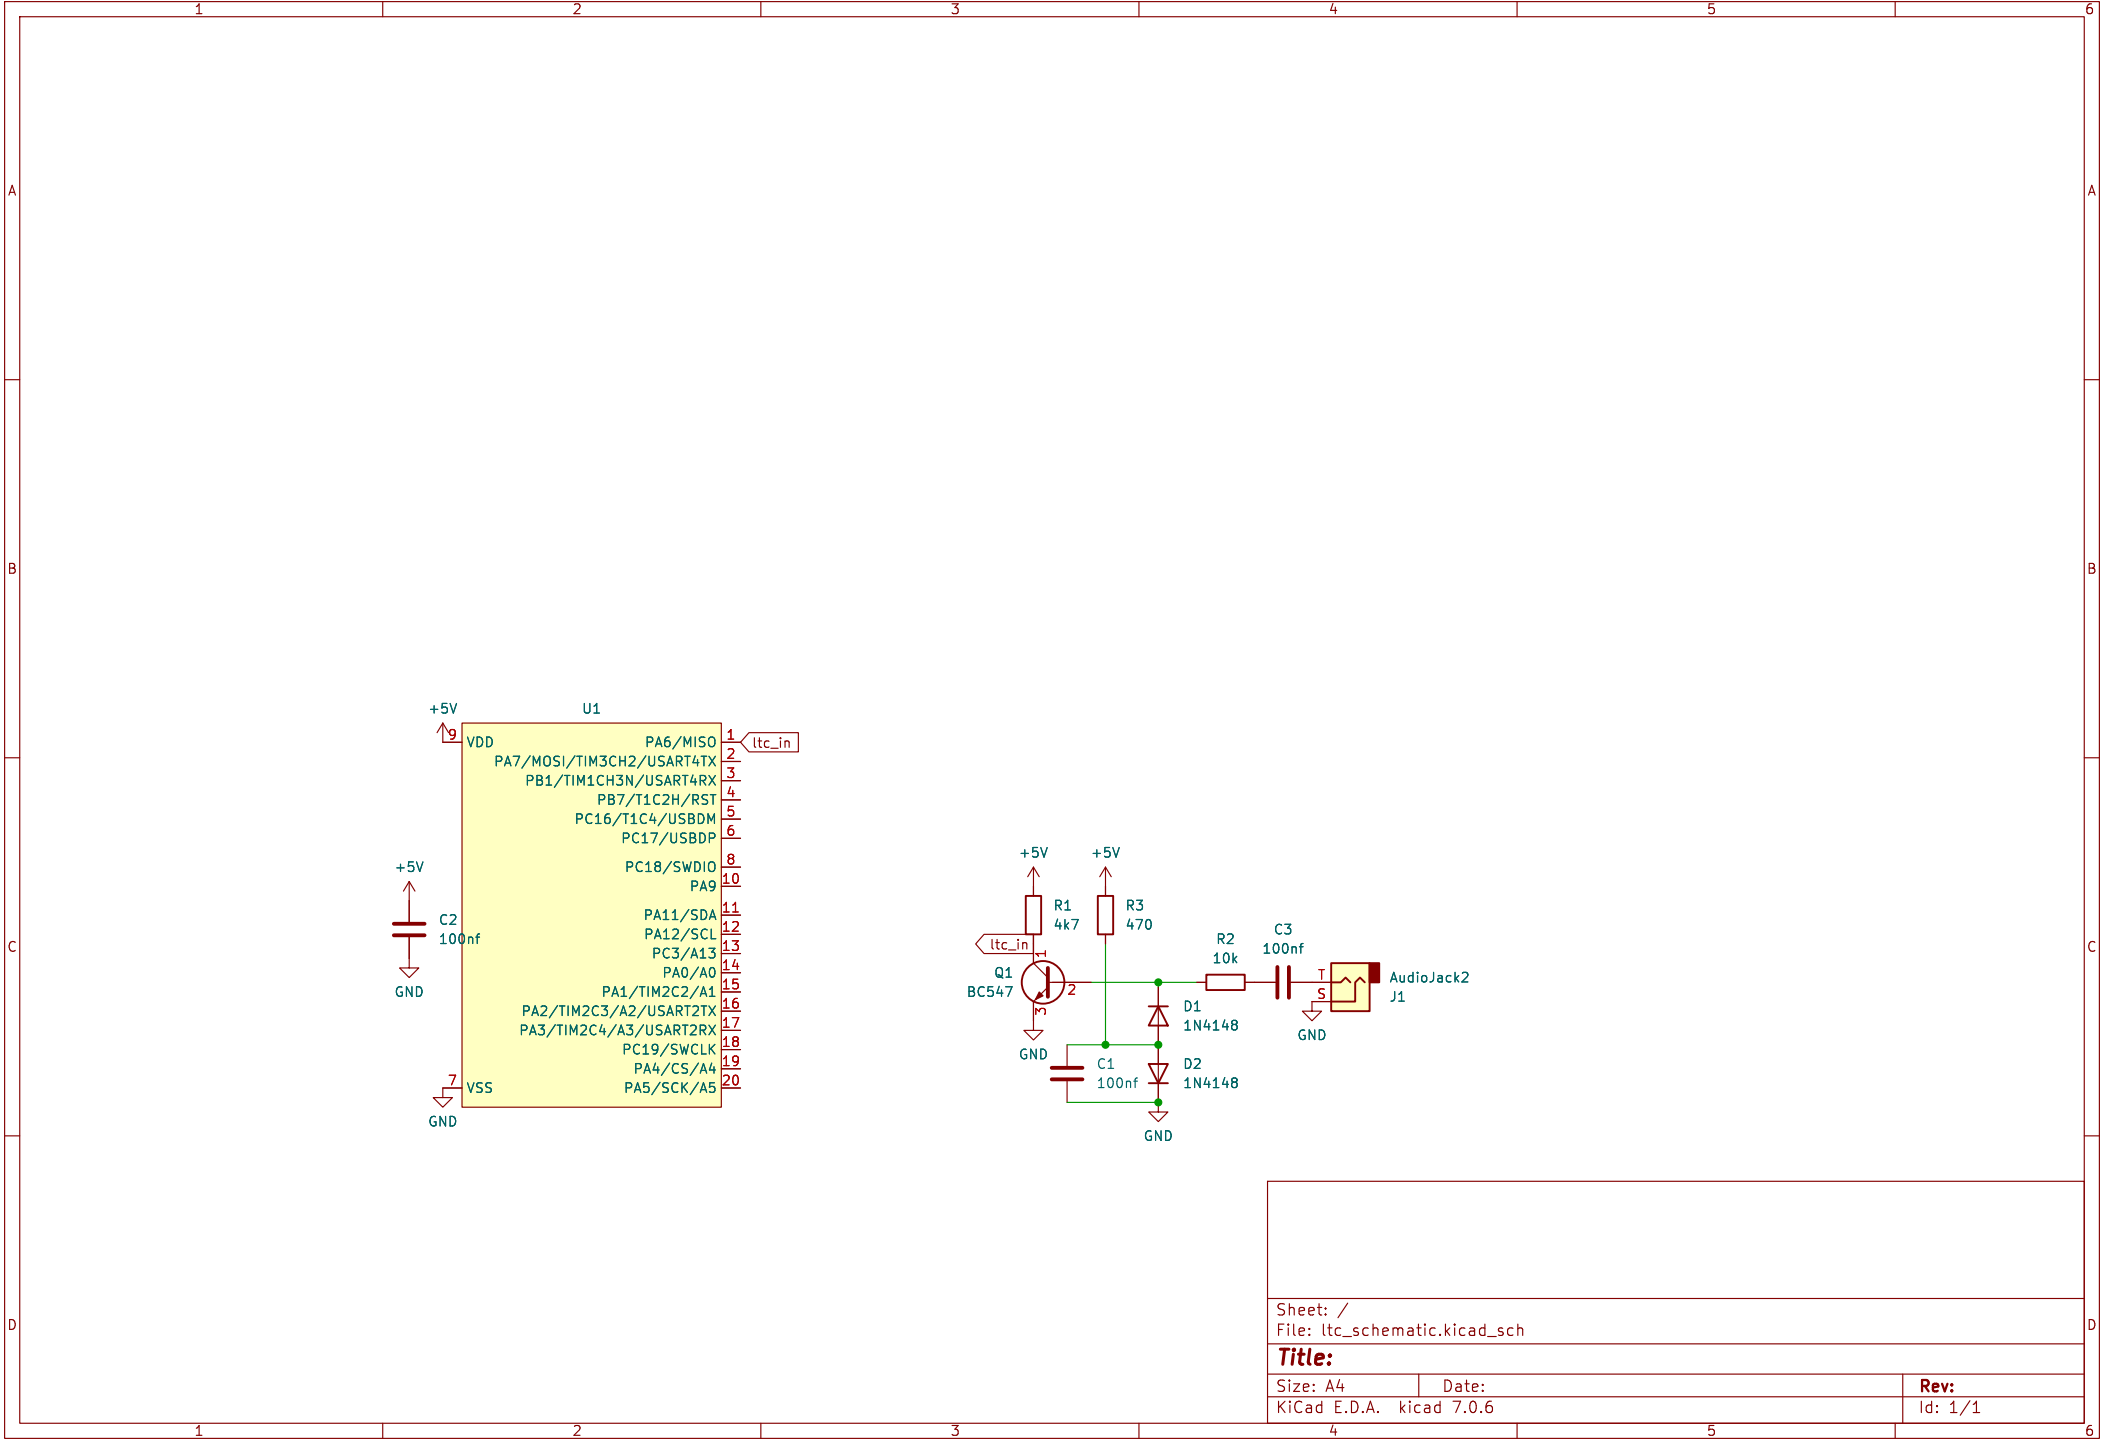 1 2 3 4 5 6
A A
B B
C C
D D
+5V
U1
9 VDD
PA6/MISO 1 ltc_in
PA7/MOSI/TIM3CH2/USART4TX 2
PB1/TIM1CH3N/USART4RX 3
PB7/T1C2H/RST 4
PC16/T1C4/USBDM 5
PC17/USBDP 6
PC18/SWDIO 8
PA9 10
PA11/SDA 11
PA12/SCL 12
PC3/A13 13
PA0/A0 14
PA1/TIM2C2/A1 15
PA2/TIM2C3/A2/USART2TX 16
PA3/TIM2C4/A3/USART2RX 17
PC19/SWCLK 18
PA4/CS/A4 19
PA5/SCK/A5 20
7 VSS
GND
+5V
C2
100nf
GND
+5V
R1
4k7
ltc_in
1
Q1
BC547
2
3
GND
+5V
R3
470
C1
100nf
D1
1N4148
D2
1N4148
GND
R2
10k
C3
100nf
T
S
AudioJack2
J1
GND
Sheet: /
File: ltc_schematic.kicad_sch
Title:
Size: A4 Date: Rev:
KiCad E.D.A. kicad 7.0.6 Id: 1/1
1 2 3 4 5 6